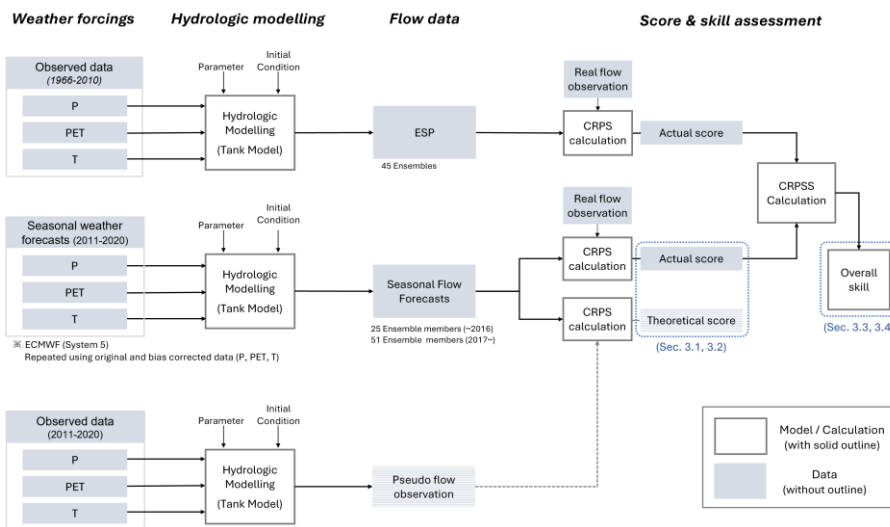 Weather forcings
Hydrologic modelling
Flow data
Score & skill assessment
Observed data
(1966-2010)
P
PET
T
Parameter
Initial
Condition
Hydrologic
Modelling
(Tank Model)
ESP
45 Ensembles
Real flow
observation
CRPS
calculation
Actual score
CRPSS
Calculation
Seasonal weather
forecasts (2011-2020)
P
PET
T
※ ECMWF (System 5)
Repeated using original and bias corrected data (P, PET, T)
Parameter
Initial
Condition
Hydrologic
Modelling
(Tank Model)
Seasonal Flow
Forecasts
25 Ensemble members (~2016)
51 Ensemble members (2017~)
Real flow
observation
CRPS
calculation
Actual score
CRPS
calculation
Theoretical score
(Sec. 3.1, 3.2)
Overall
skill
(Sec. 3.3, 3.4)
Observed data
(2011-2020)
P
PET
T
Parameter
Initial
Condition
Hydrologic
Modelling
(Tank Model)
Pseudo flow
observation
Model / Calculation
(with solid outline)
Data
(without outline)